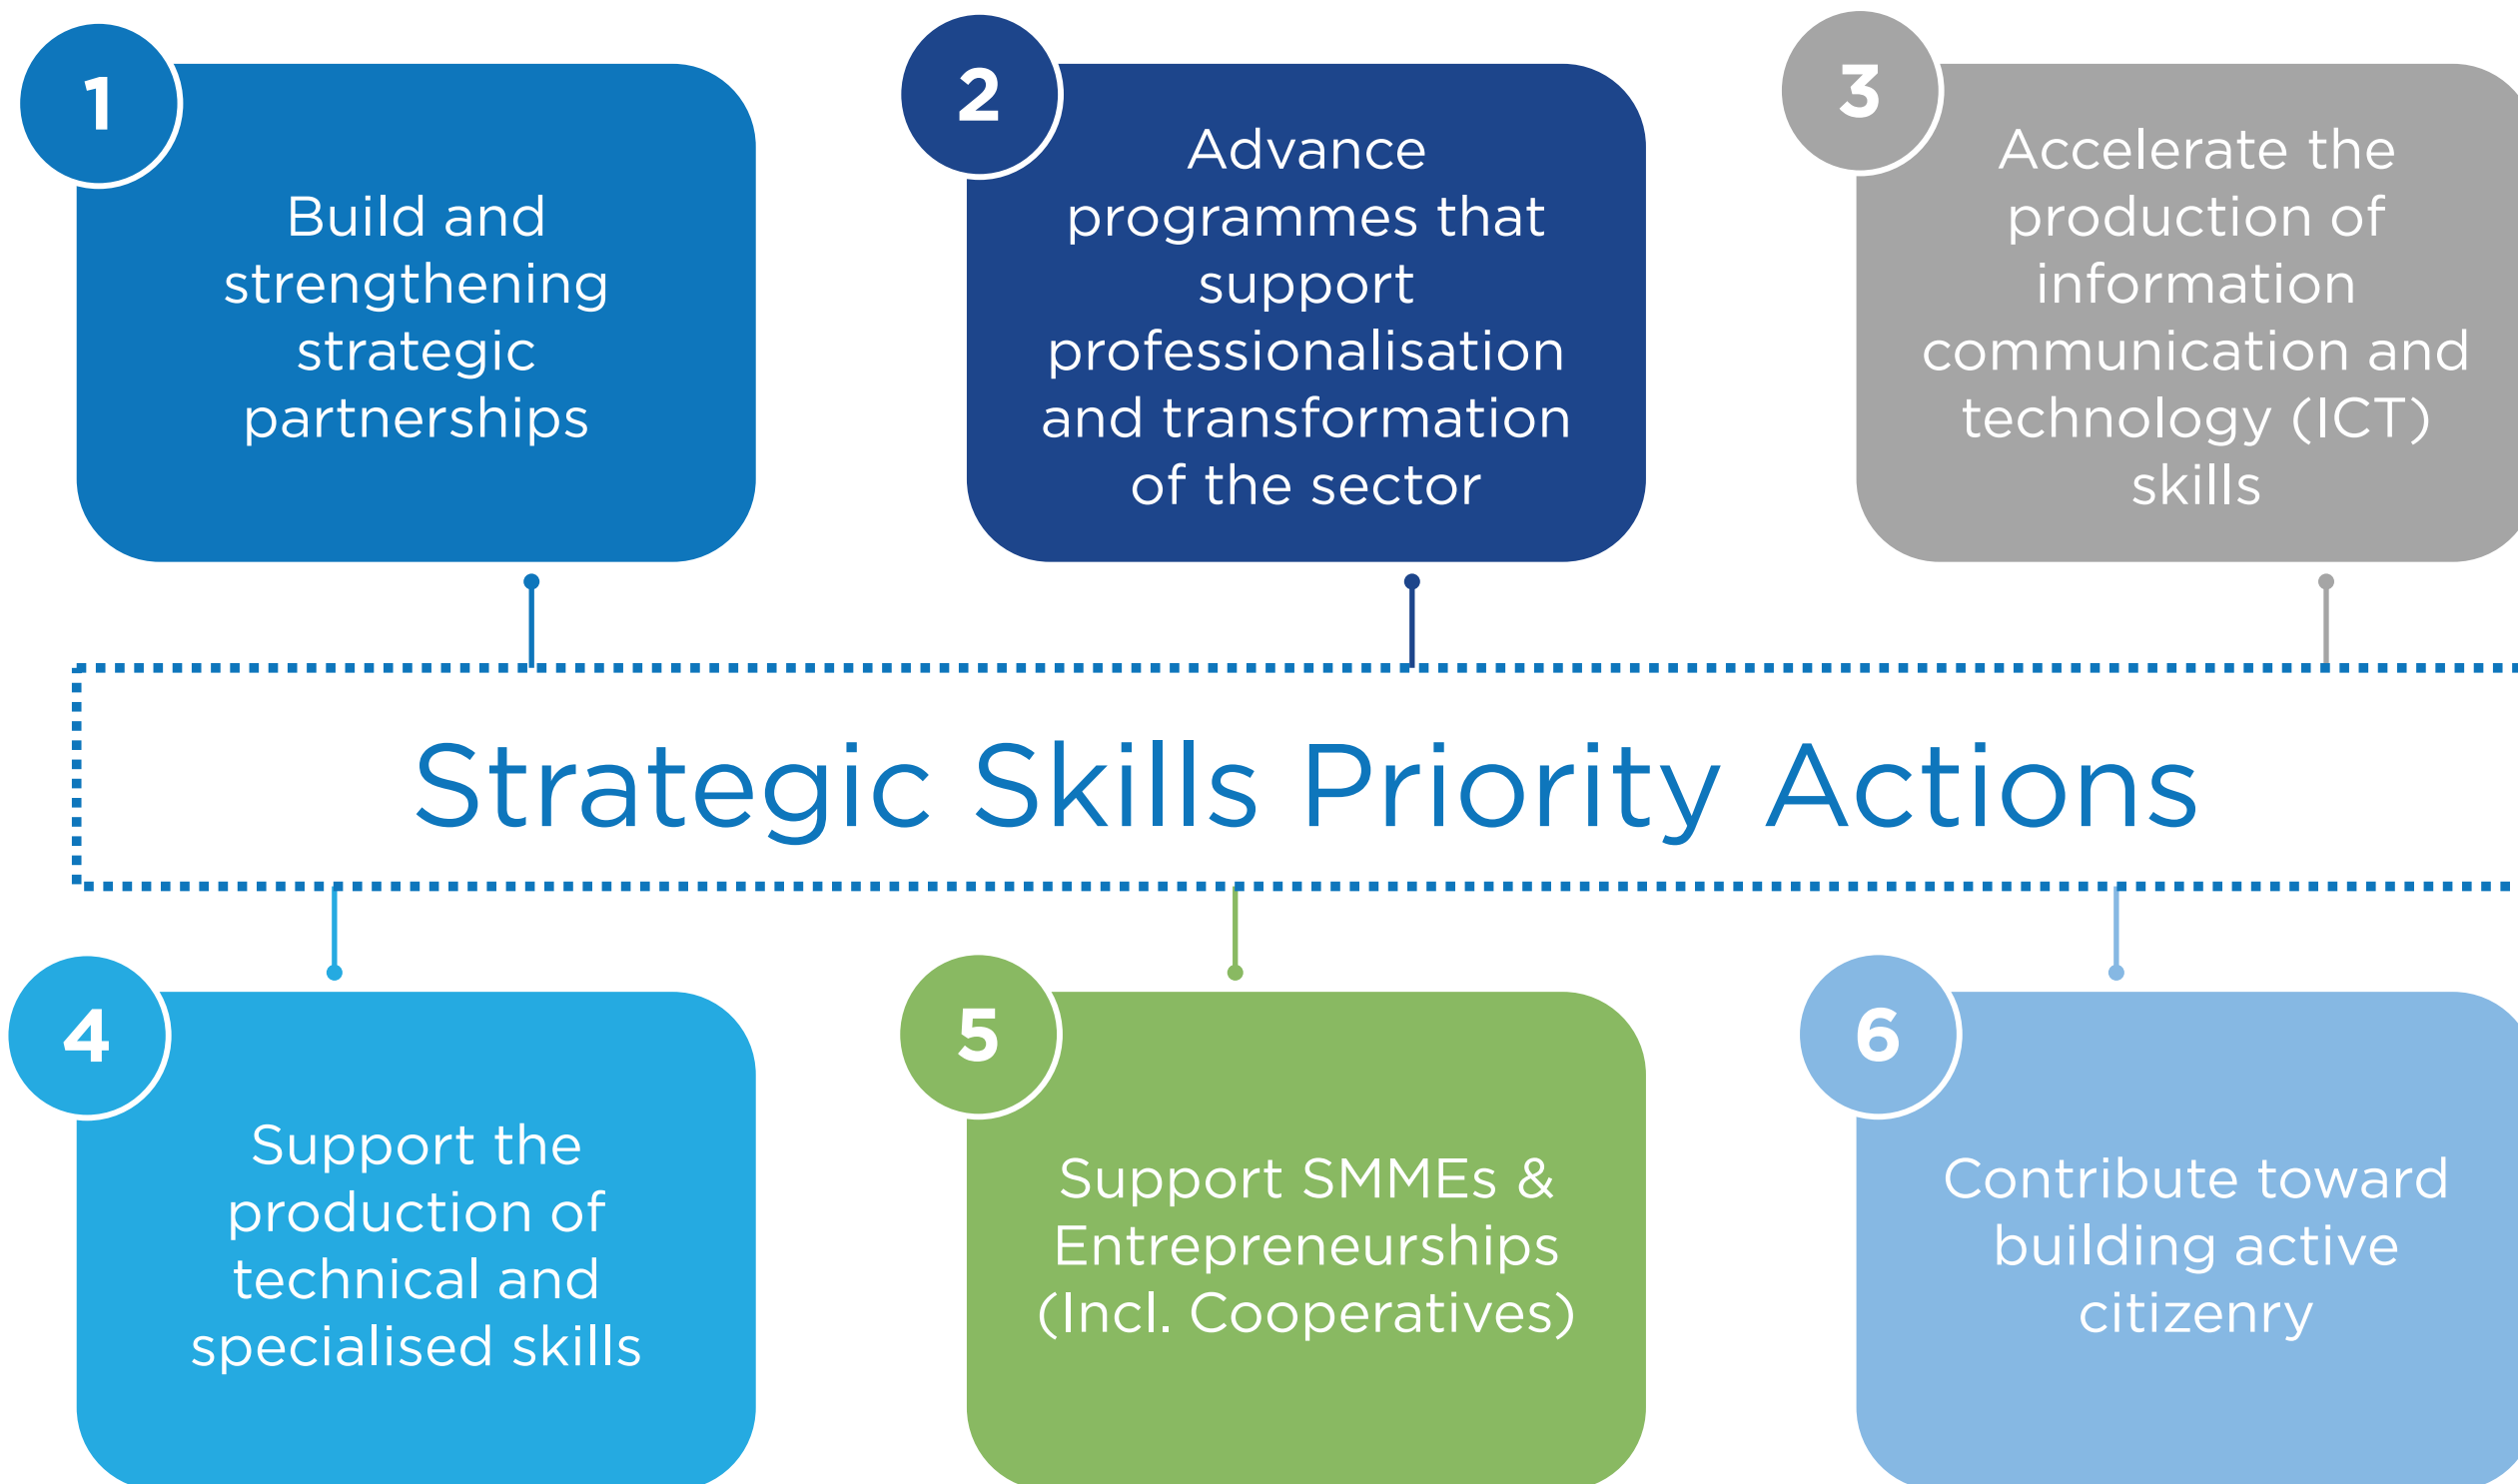 1
Build and
strengthening
strategic
partnerships
2
Advance
programmes that
support
professionalisation
and transformation
of the sector
3
Accelerate the
production of
information
communication and
technology (ICT)
skills
Strategic Skills Priority Actions
4
Support the
production of
technical and
specialised skills
5
Support SMMEs &
Entrepreneurships
(Incl. Cooperatives)
6
Contribute toward
building active
citizenry